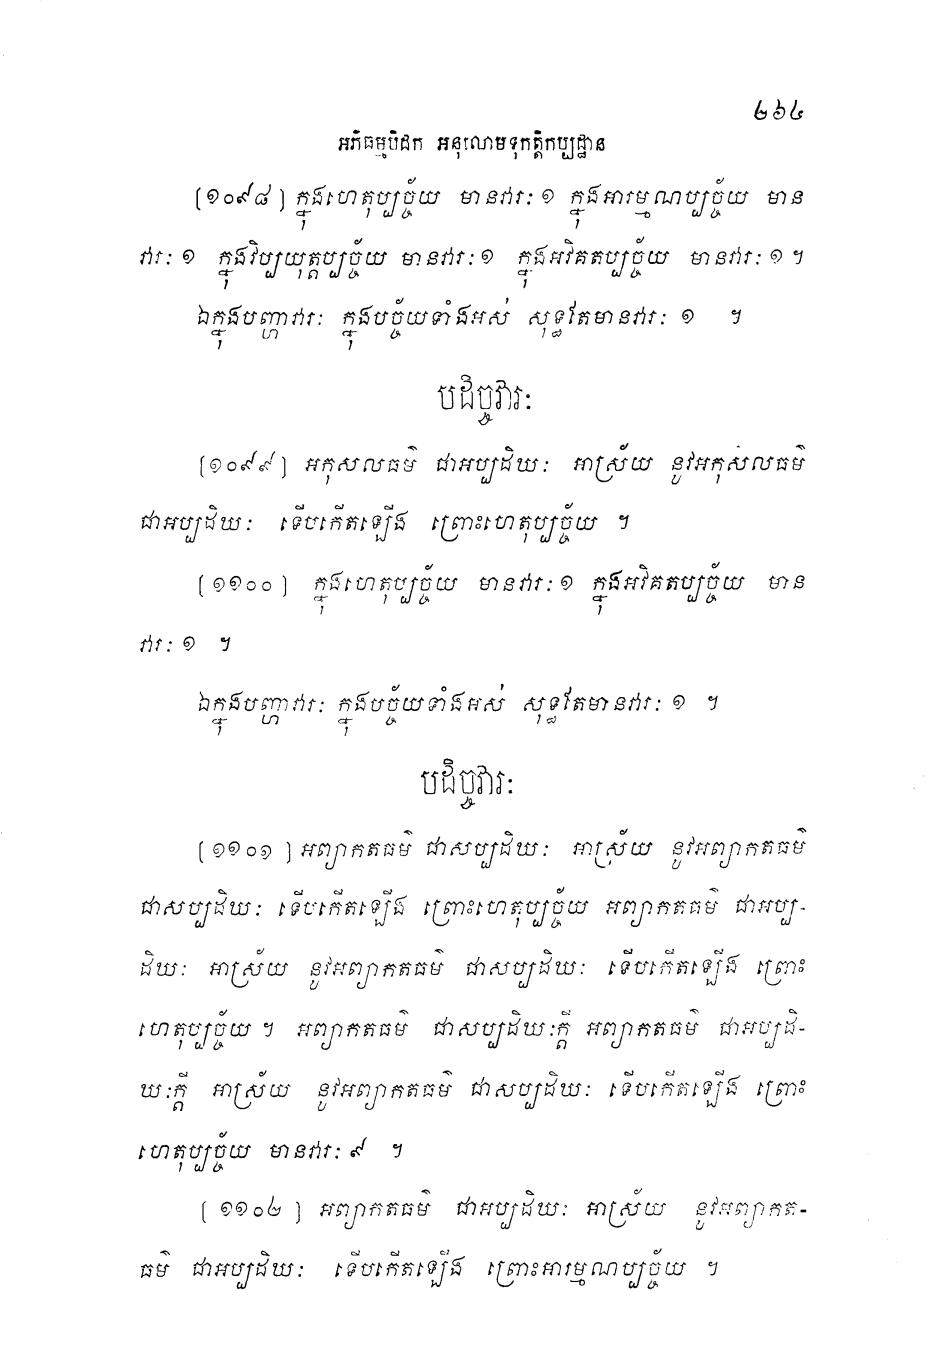 ២៦៤
អភិធម្មបិដក អនុលោមទុកត្តិកប្បដ្ឋាន
[១០៩៨] ក្នុងហេតុប្បច្ច័យ មានវារៈ ១ ក្នុងអារម្មណប្បច្ច័យ មាន
វារៈ ១ ក្នុងវិប្បយុត្តប្បច្ច័យ មានវារៈ ១ ក្នុងអវិគតប្បច្ច័យ មានវារៈ ១ ។
ឯក្នុងបញ្ហាវារៈ ក្នុងបច្ច័យទាំងអស់ សុទ្ធតែមានវារៈ ១ ។
បដិច្ចវារៈ
[១០៩៩] អកុសលធម៌ ជាអប្បដិឃៈ អាស្រ័យ នូវអកុសលធម៌
ជាអប្បដិឃៈ ទើបកើតឡើង ព្រោះហេតុប្បច្ច័យ ។
[១១០០] ក្នុងហេតុប្បច្ច័យ មានវារៈ ១ ក្នុងអវិគតប្បច្ច័យ មាន
វារៈ ១ ។
ឯក្នុងបញ្ហាវារៈ ក្នុងបច្ច័យទាំងអស់ សុទ្ធតែមានវារៈ ១ ។
បដិច្ចវារៈ
[១១០១] អព្យាកតធម៌ ជាសប្បដិឃៈ អាស្រ័យ នូវអព្យាកតធម៌
ជាសប្បដិឃៈ ទើបកើតឡើង ព្រោះហេតុប្បច្ច័យ អព្យាកតធម៌ ជាអប្ប-
ដិឃៈ អាស្រ័យ នូវអព្យាកតធម៌ ជាសប្បដិឃៈ ទើបកើតឡើង ព្រោះ
ហេតុប្បច្ច័យ ។ អព្យាកតធម៌ ជាសប្បដិឃៈក្តី អព្យាកតធម៌ ជាអប្បដិ-
ឃៈក្តី អាស្រ័យ នូវអព្យាកតធម៌ ជាសប្បដិឃៈ ទើបកើតឡើង ព្រោះ
ហេតុប្បច្ច័យ មានវារៈ ៩ ។
[១១០២] អព្យាកតធម៌ ជាអប្បដិឃៈ អាស្រ័យ នូវអព្យាកត-
ធម៌ ជាអប្បដិឃៈ ទើបកើតឡើង ព្រោះអារម្មណប្បច្ច័យ ។